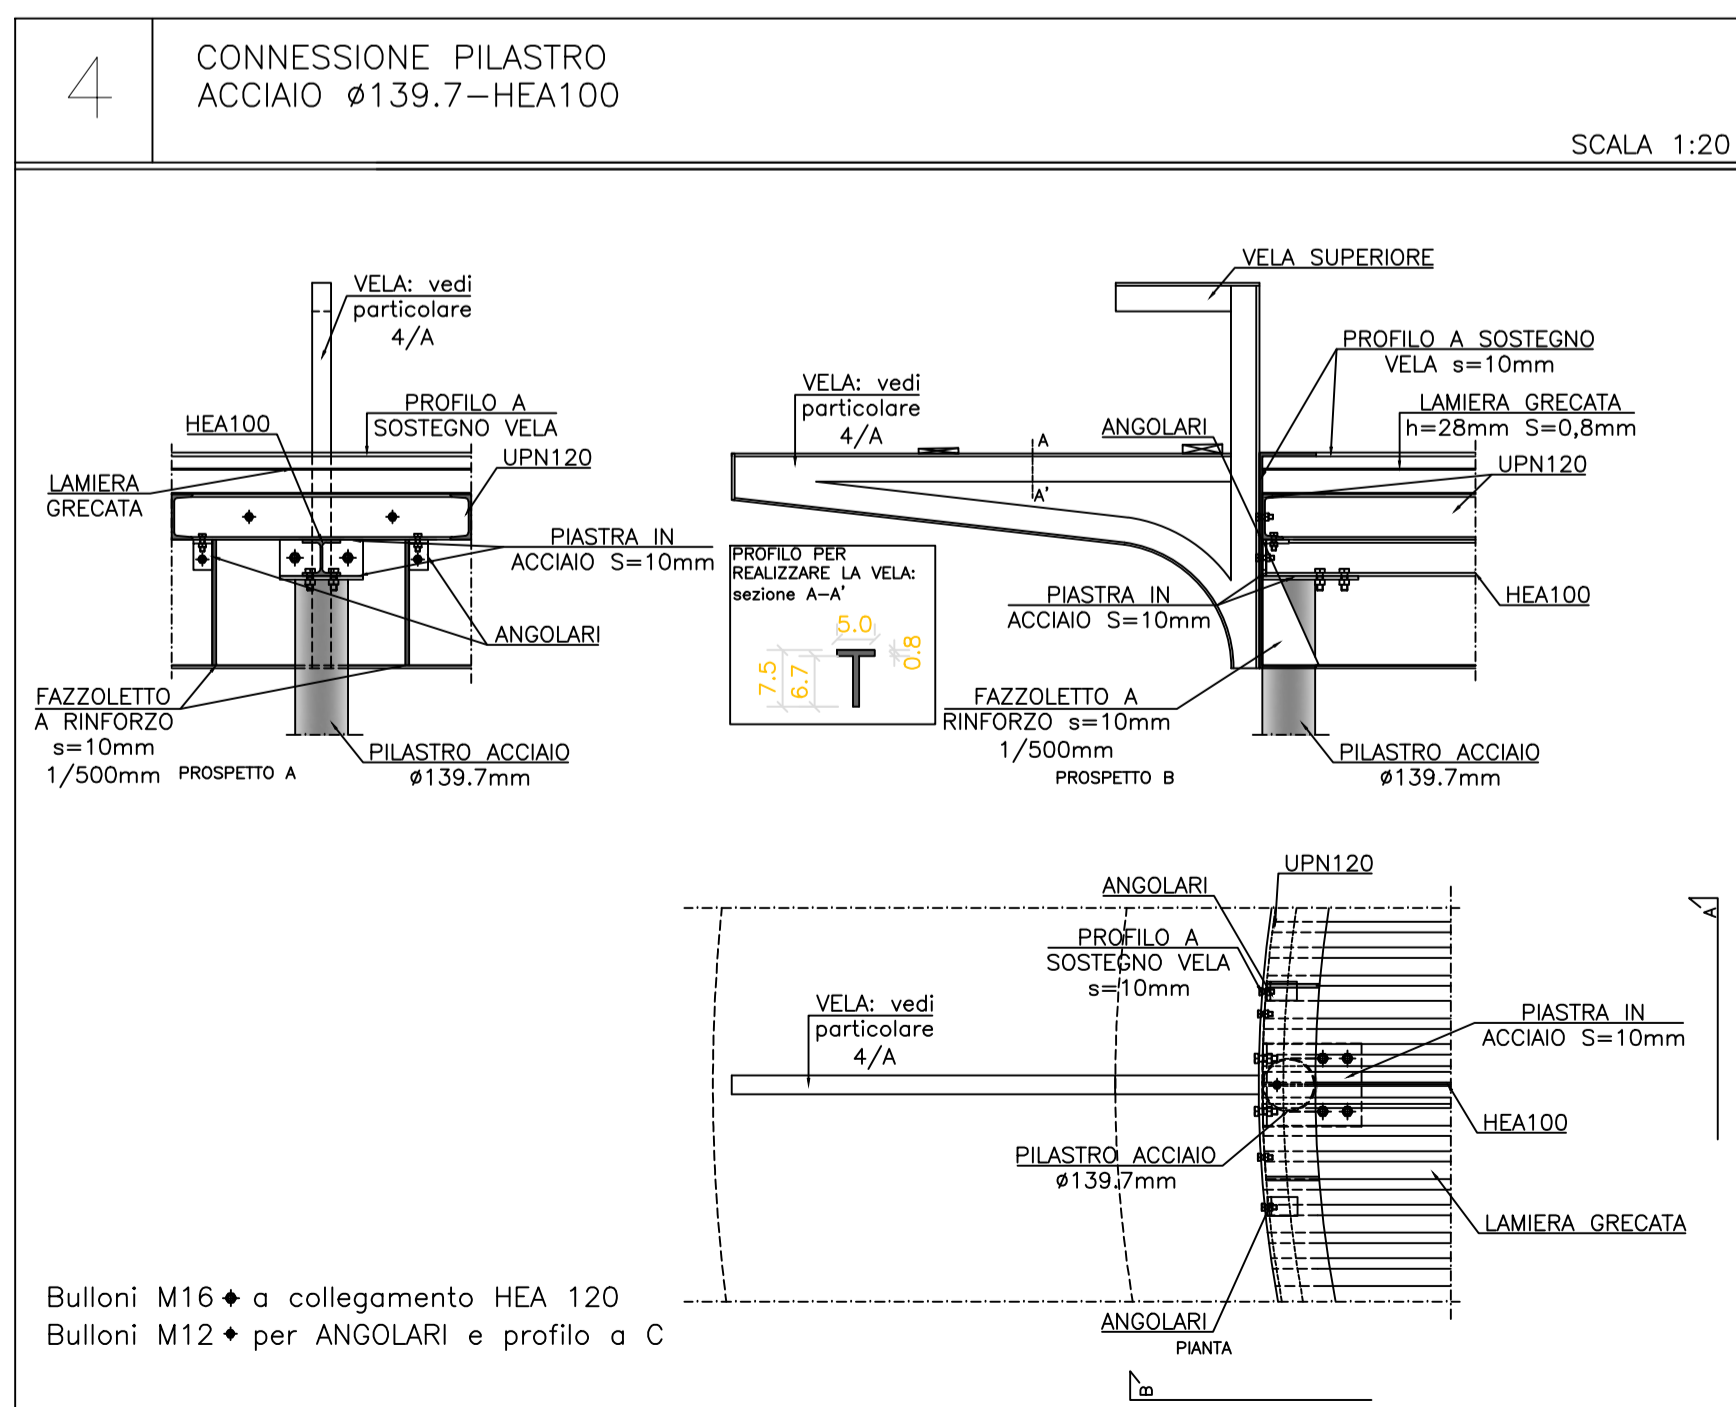 4
CONNESSIONE PILASTRO
ACCIAIO ø139.7-HEA100
SCALA 1:20
VELA: vedi
particolare
4/A
HEA100
PROFILO A
SOSTEGNO VELA
UPN120
LAMIERA
GRECATA
PIASTRA IN
ACCIAIO S=10mm
ANGOLARI
FAZZOLETTO
A RINFORZO
s=10mm
1/500mm
PROSPETTO A
PILASTRO ACCIAIO
ø139.7mm
VELA SUPERIORE
PROFILO A SOSTEGNO
VELA s=10mm
VELA: vedi
particolare
4/A
ANGOLARI
LAMIERA GRECATA
h=28mm S=0,8mm
UPN120
A
A'
PROFILO PER
REALIZZARE LA VELA:
sezione A-A'
5.0
0.8
7.5
6.7
PIASTRA IN
ACCIAIO S=10mm
HEA100
FAZZOLETTO A
RINFORZO s=10mm
1/500mm
PROSPETTO B
PILASTRO ACCIAIO
ø139.7mm
UPN120
ANGOLARI
A
PROFILO A
SOSTEGNO VELA
s=10mm
VELA: vedi
particolare
4/A
PIASTRA IN
ACCIAIO S=10mm
HEA100
PILASTRO ACCIAIO
ø139.7mm
LAMIERA GRECATA
ANGOLARI
PIANTA
B
Bulloni M16 a collegamento HEA 120
Bulloni M12 per ANGOLARI e profilo a C